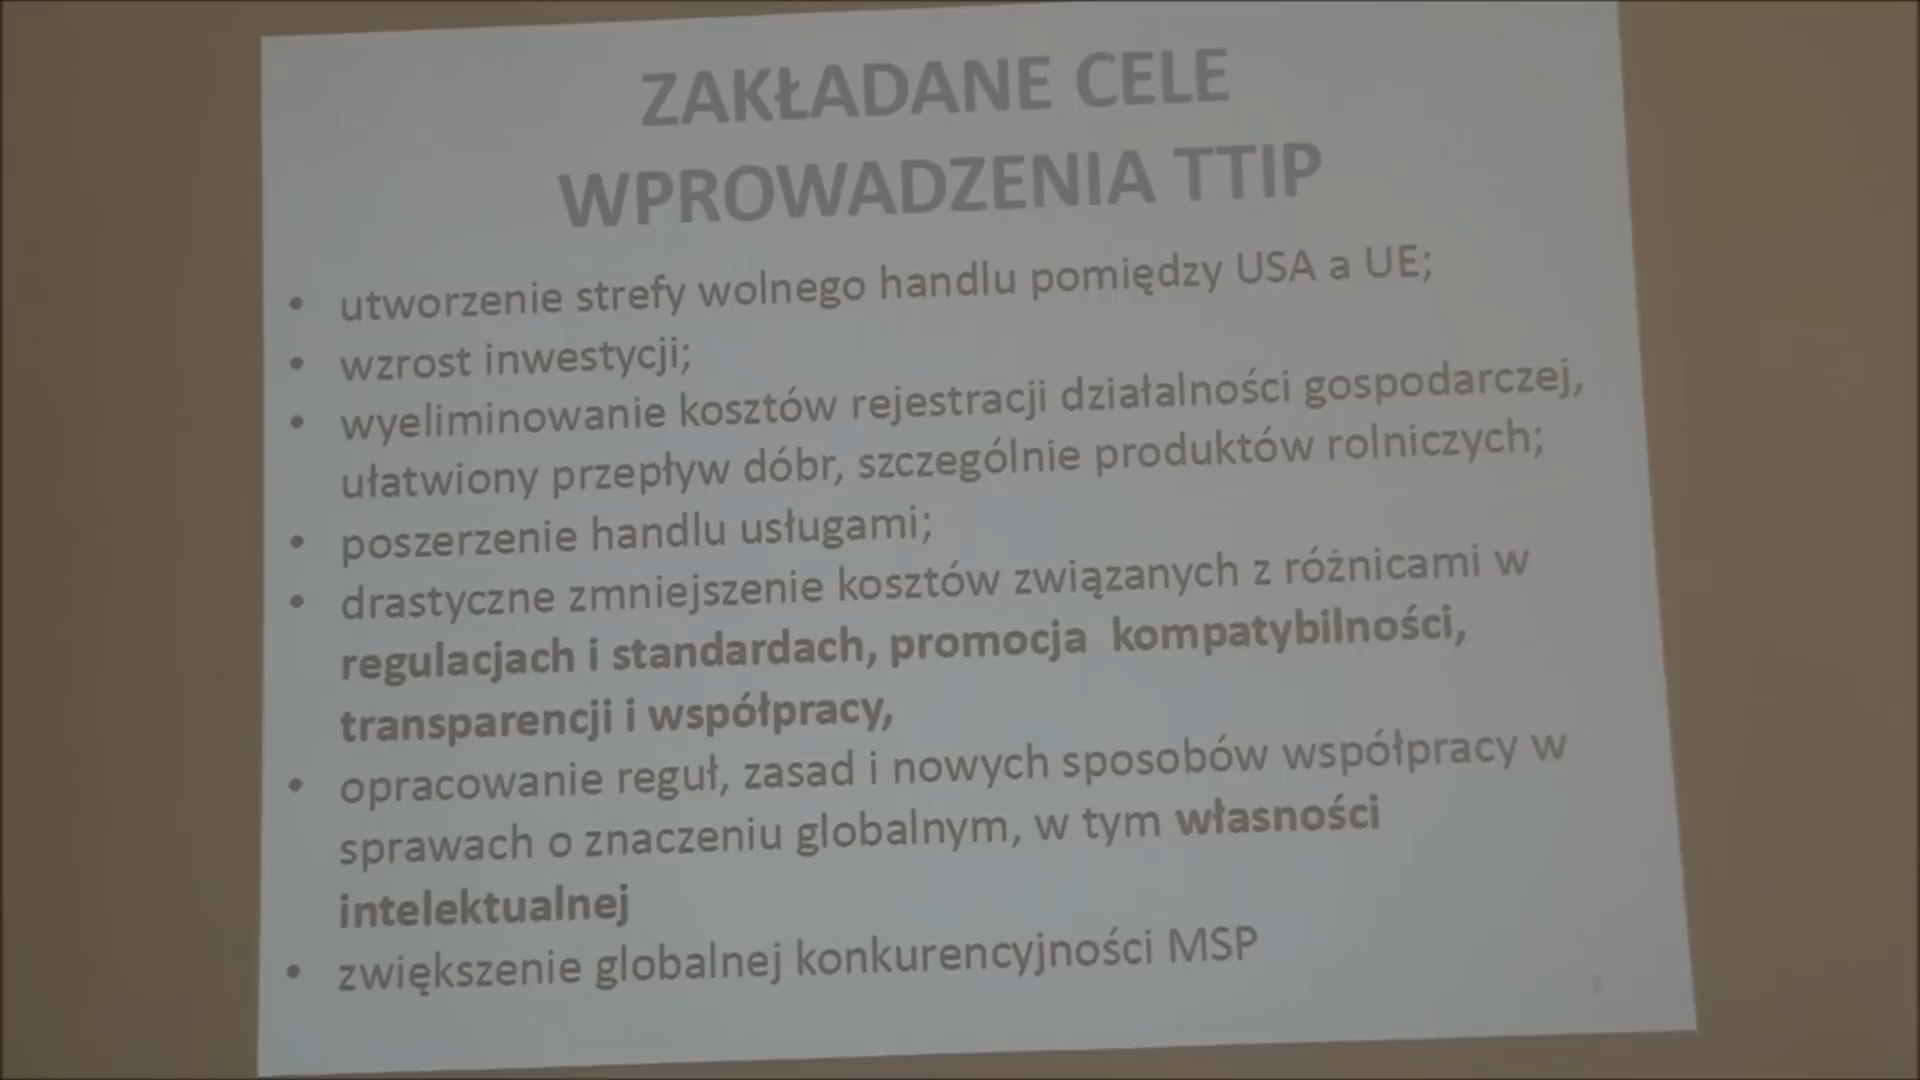 ZAKŁADANE CELE
WPROWADZENIA TTIP
• utworzenie strefy wolnego handlu pomiędzy USA a UE;
• wzrost inwestycji;
• wyeliminowanie kosztów rejestracji działalności gospodarczej,
ułatwiony przepływ dóbr, szczególnie produktów rolniczych;
• poszerzenie handlu usługami;
• drastyczne zmniejszenie kosztów związanych z różnicami w
regulacjach i standardach, promocja kompatybilności,
transparencji i współpracy,
• opracowanie reguł, zasad i nowych sposobów współpracy w
sprawach o znaczeniu globalnym, w tym własności
intelektualnej
• zwiększenie globalnej konkurencyjności MSP